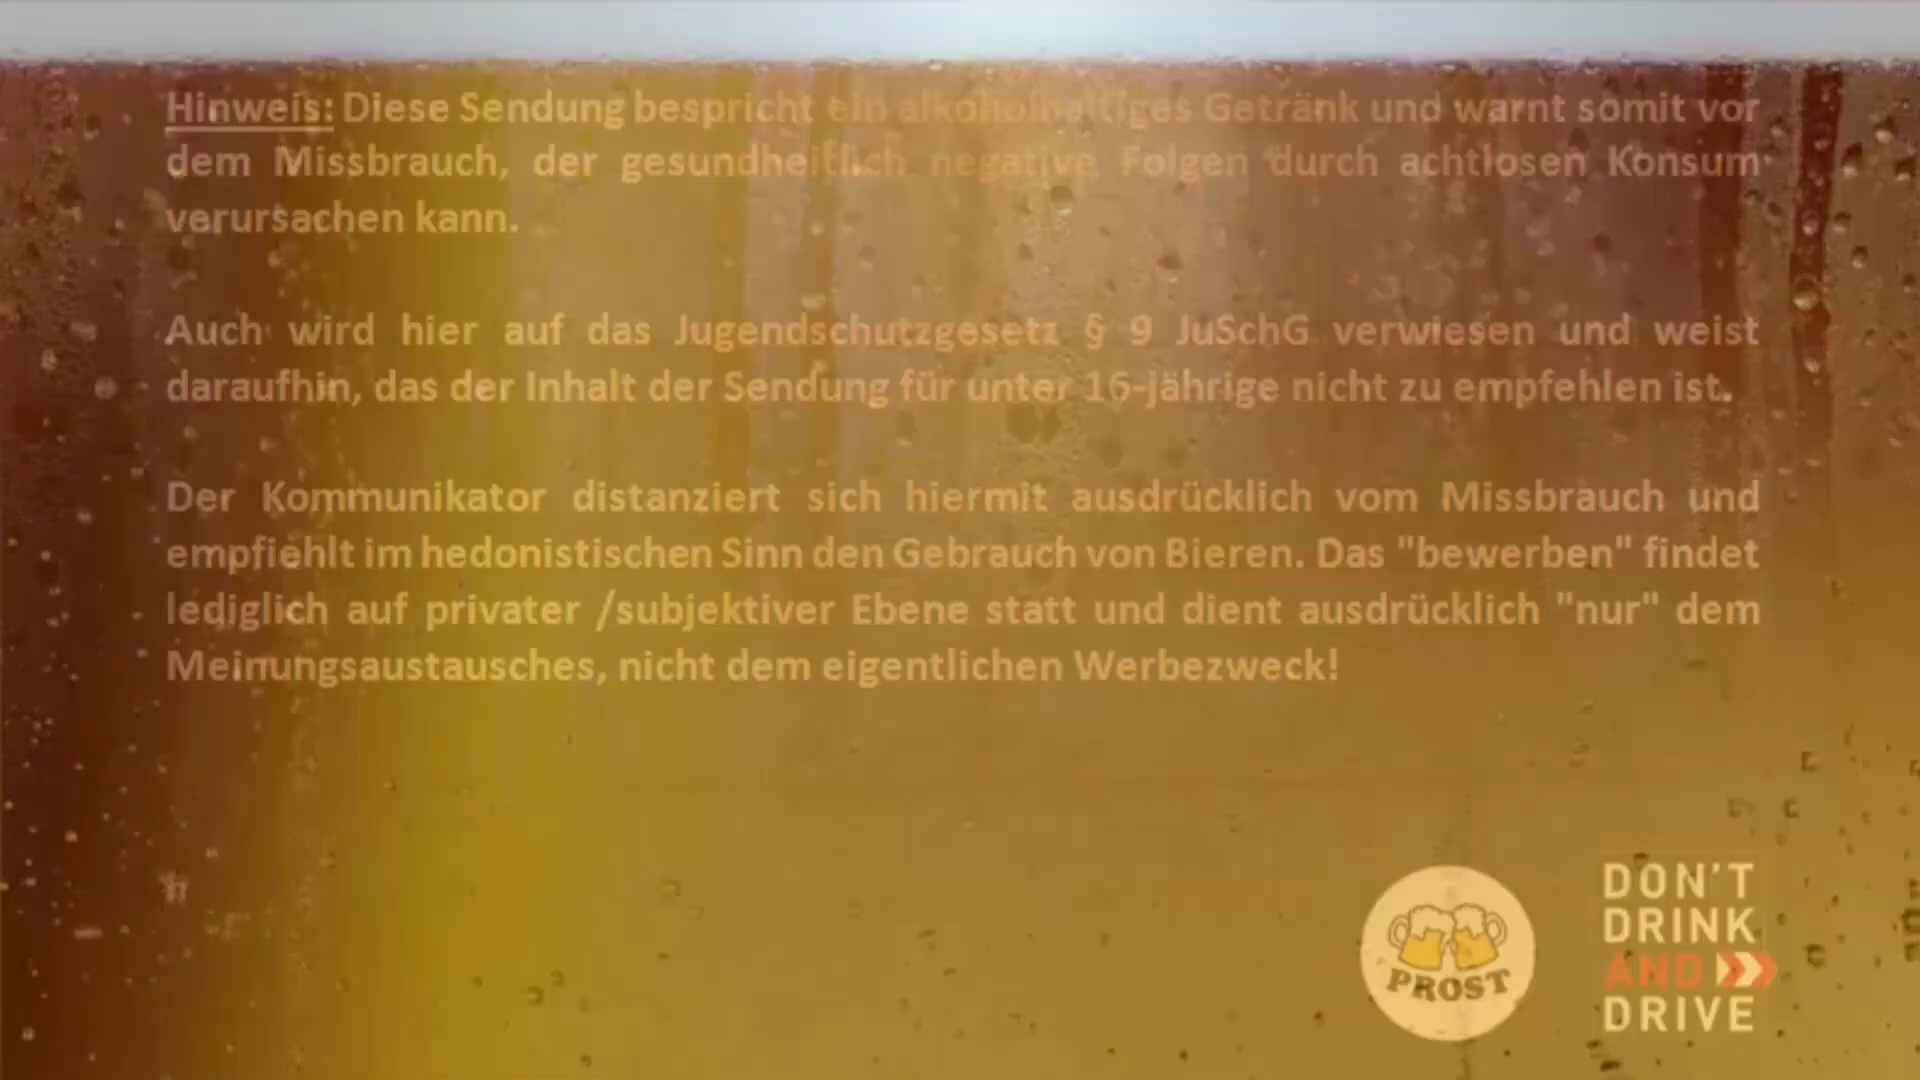 Hinweis: Diese Sendung bespricht ein alkoholhaltiges Getränk und warnt somit vor
dem Missbrauch, der gesundheitlich negative Folgen durch achtlosen Konsum
verursachen kann.
Auch wird hier auf das Jugendschutzgesetz § 9 JuSchG verwiesen und weist
daraufhin, das der Inhalt der Sendung für unter 16-jährige nicht zu empfehlen ist.
Der Kommunikator distanziert sich hiermit ausdrücklich vom Missbrauch und
empfiehlt im hedonistischen Sinn den Gebrauch von Bieren. Das "bewerben" findet
lediglich auf privater /subjektiver Ebene statt und dient ausdrücklich "nur" dem
Meinungsaustausches, nicht dem eigentlichen Werbezweck!
PROST
DON'T
DRINK
AND
DRIVE